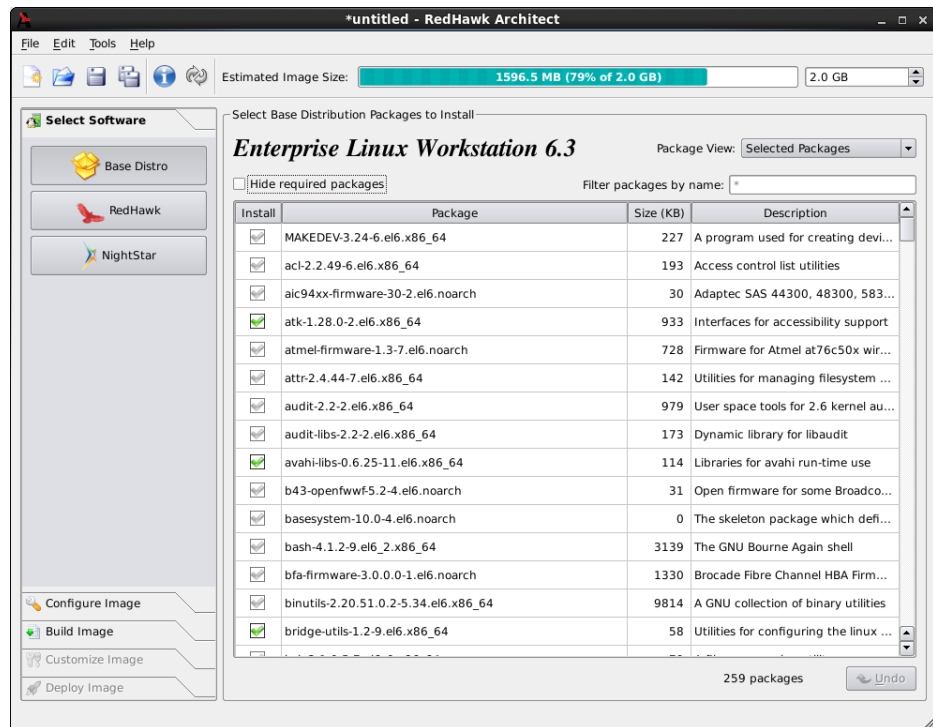 *untitled - RedHawk Architect
File Edit Tools Help
Estimated Image Size: 1596.5 MB (79% of 2.0 GB) 2.0 GB
Select Software
Base Distro
RedHawk
NightStar
Configure Image
Build Image
Customize Image
Deploy Image
Select Base Distribution Packages to Install
Enterprise Linux Workstation 6.3 Package View: Selected Packages
Hide required packages Filter packages by name: *
Install Package Size (KB) Description
MAKEDEV-3.24-6.el6.x86_64 227 A program used for creating devi...
acl-2.2.49-6.el6.x86_64 193 Access control list utilities
aic94xx-firmware-30-2.el6.noarch 30 Adaptec SAS 44300, 48300, 583...
atk-1.28.0-2.el6.x86_64 933 Interfaces for accessibility support
atmel-firmware-1.3-7.el6.noarch 728 Firmware for Atmel at76c50x wir...
attr-2.4.44-7.el6.x86_64 142 Utilities for managing filesystem ...
audit-2.2-2.el6.x86_64 979 User space tools for 2.6 kernel au...
audit-libs-2.2-2.el6.x86_64 173 Dynamic library for libaudit
avahi-libs-0.6.25-11.el6.x86_64 114 Libraries for avahi run-time use
b43-openfwwf-5.2-4.el6.noarch 31 Open firmware for some Broadco...
basesystem-10.0-4.el6.noarch 0 The skeleton package which defi...
bash-4.1.2-9.el6_2.x86_64 3139 The GNU Bourne Again shell
bfa-firmware-3.0.0.0-1.el6.noarch 1330 Brocade Fibre Channel HBA Firm...
binutils-2.20.51.0.2-5.34.el6.x86_64 9814 A GNU collection of binary utilities
bridge-utils-1.2-9.el6.x86_64 58 Utilities for configuring the linux ...
259 packages Undo